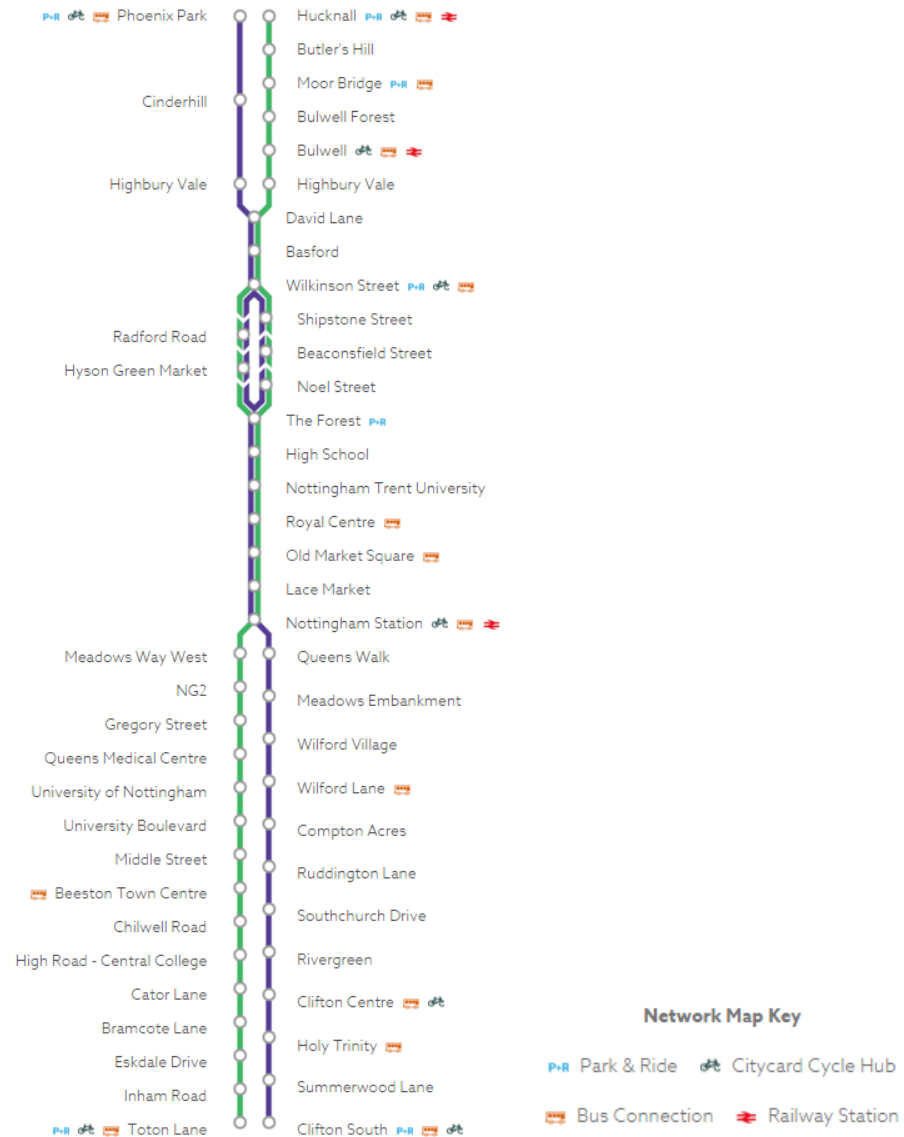 P+R Phoenix Park
Hucknall P+R
Butler's Hill
Moor Bridge P+R
Cinderhill
Bulwell Forest
Bulwell
Highbury Vale
Highbury Vale
David Lane
Basford
Wilkinson Street P+R
Shipstone Street
Radford Road
Beaconsfield Street
Hyson Green Market
Noel Street
The Forest P+R
High School
Nottingham Trent University
Royal Centre
Old Market Square
Lace Market
Nottingham Station
Meadows Way West
Queens Walk
NG2
Meadows Embankment
Gregory Street
Wilford Village
Queens Medical Centre
University of Nottingham
Wilford Lane
University Boulevard
Compton Acres
Middle Street
Ruddington Lane
Beeston Town Centre
Southchurch Drive
Chilwell Road
High Road - Central College
Rivergreen
Cator Lane
Clifton Centre
Bramcote Lane
Holy Trinity
Eskdale Drive
Summerwood Lane
Inham Road
P+R Toton Lane
Clifton South P+R
Network Map Key
P+R Park & Ride
Citycard Cycle Hub
Bus Connection
Railway Station